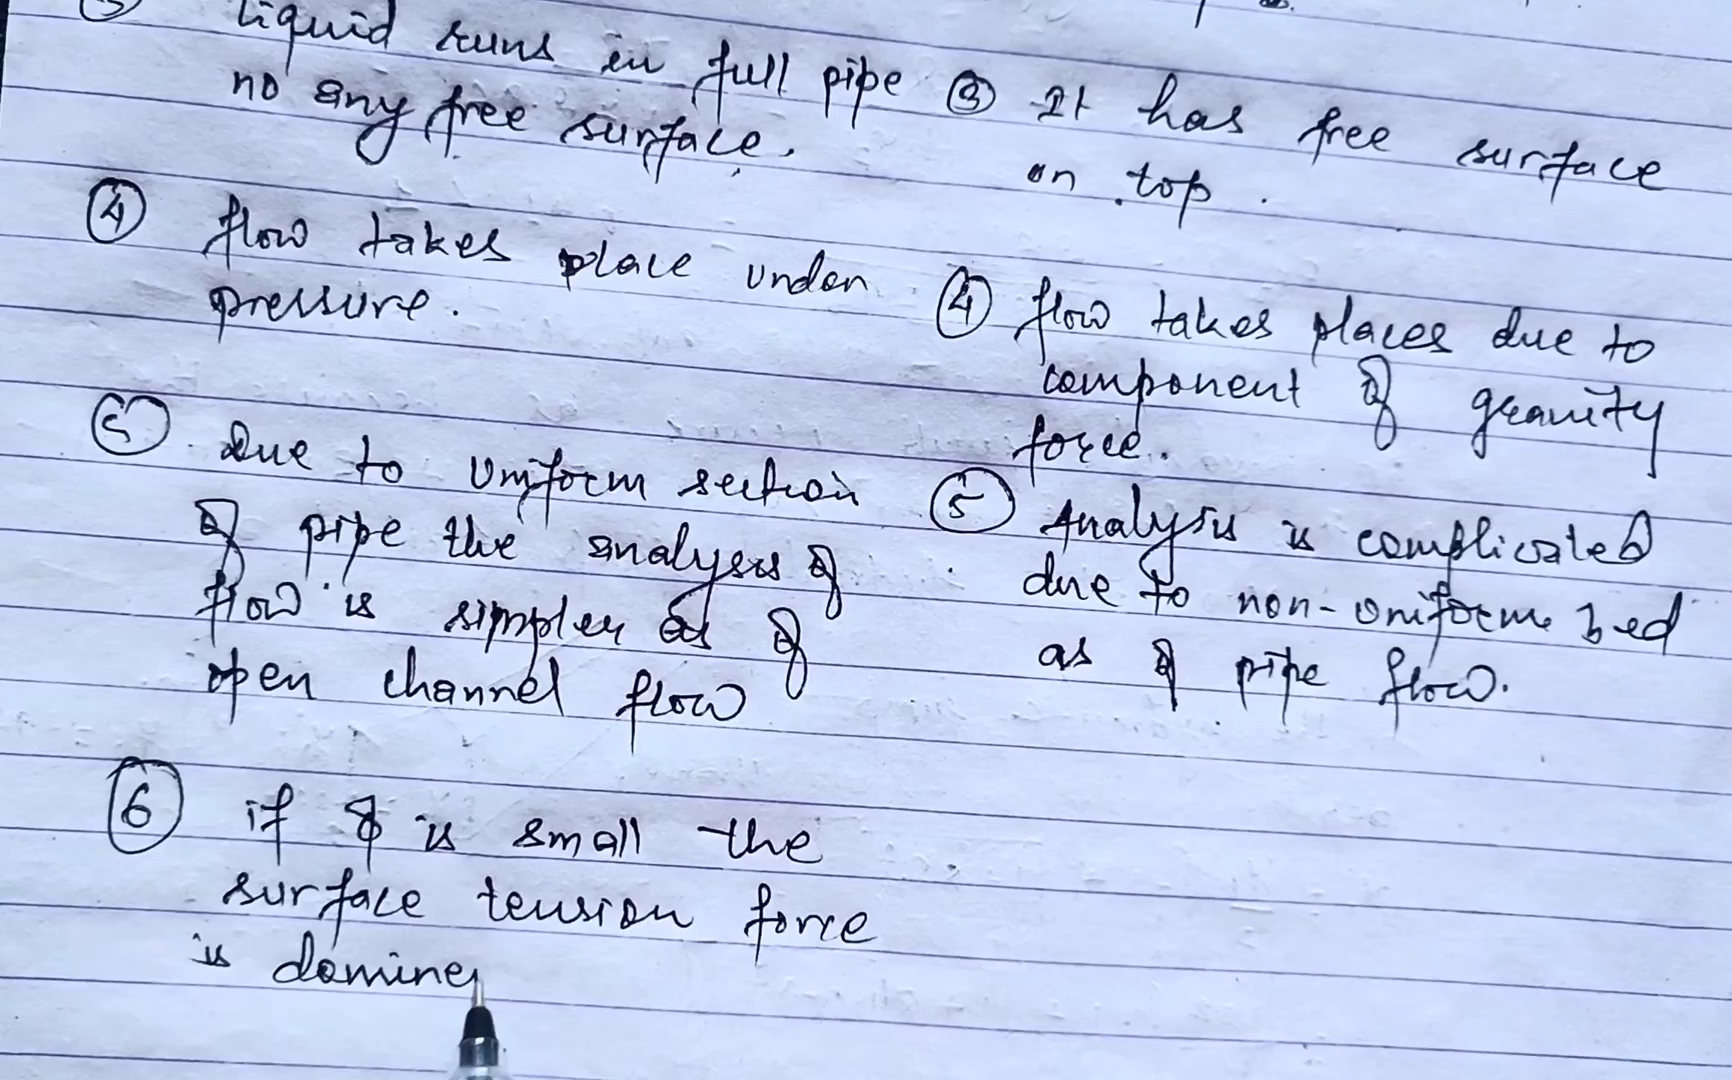 liquid runs in full pipe
no any free surface.
④ flow takes place under
pressure.
⑤ Due to uniform section
of pipe the analysis of
flow is simpler as of
open channel flow
⑥ if ϕ is small the
surface tension force
is domine
③ It has free surface
on top.
④ flow takes places due to
component of gravity
force.
⑤ Analysis is complicated
due to non-uniform bed
as of pipe flow.